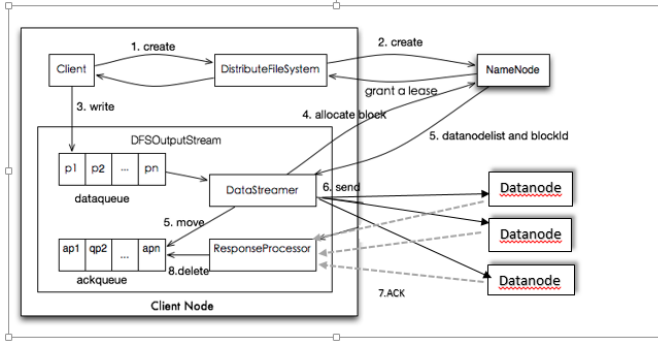 1. create
2. create
Client
DistributeFileSystem
NameNode
grant a lease
3. write
4. allocate block
DFSOutputStream
5. datanodelist and blockId
p1 p2 ... pn
dataqueue
DataStreamer
6. send
Datanode
5. move
Datanode
ap1 qp2 ... apn
ResponseProcessor
8.delete
ackqueue
Datanode
7.ACK
Client Node